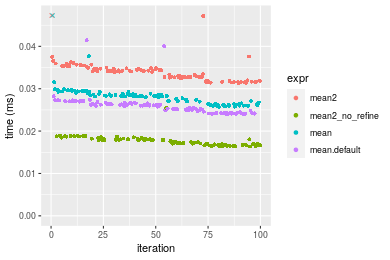 0.04
0.03
0.02
0.01
0.00
time (ms)
0
25
50
75
100
iteration
expr
mean2
mean2_no_refine
mean
mean.default